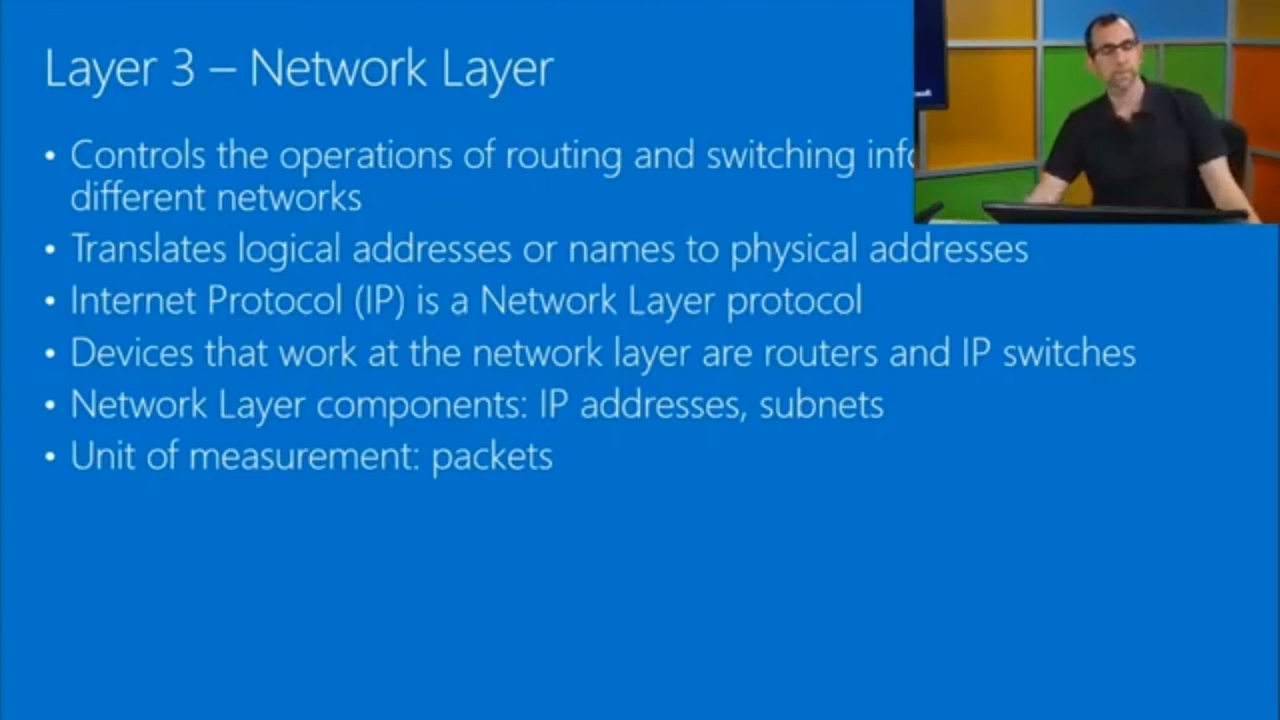 Layer 3 – Network Layer
• Controls the operations of routing and switching
different networks
• Translates logical addresses or names to physical addresses
• Internet Protocol (IP) is a Network Layer protocol
• Devices that work at the network layer are routers and IP switches
• Network Layer components: IP addresses, subnets
• Unit of measurement: packets